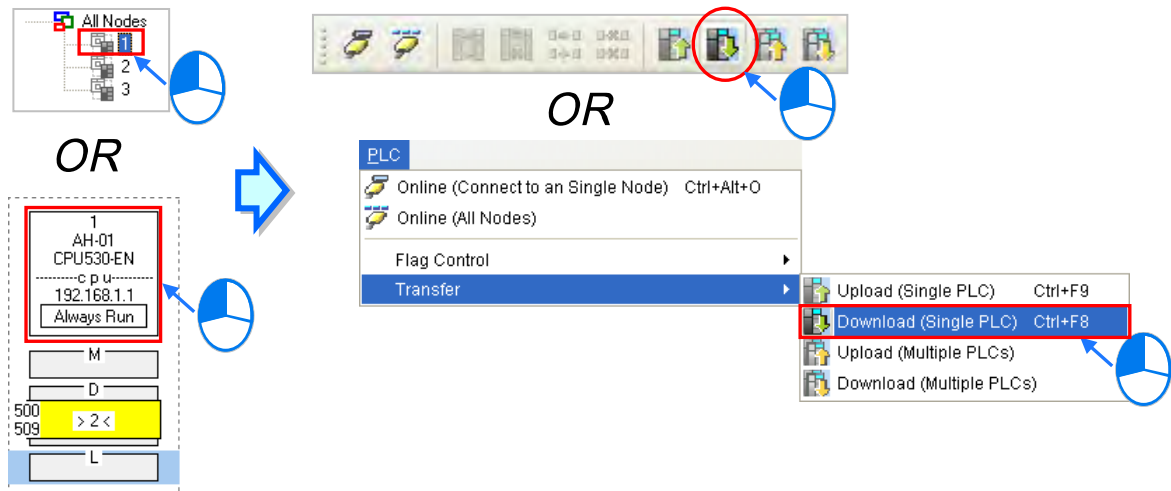 All Nodes
1
2
3
OR
1
AH-01
CPU530-EN
---------c p u---------
192.168.1.1
Always Run
M
D
500
509
> 2 <
L
OR
PLC
Online (Connect to an Single Node) Ctrl+Alt+O
Online (All Nodes)
Flag Control
Transfer
Upload (Single PLC) Ctrl+F9
Download (Single PLC) Ctrl+F8
Upload (Multiple PLCs)
Download (Multiple PLCs)